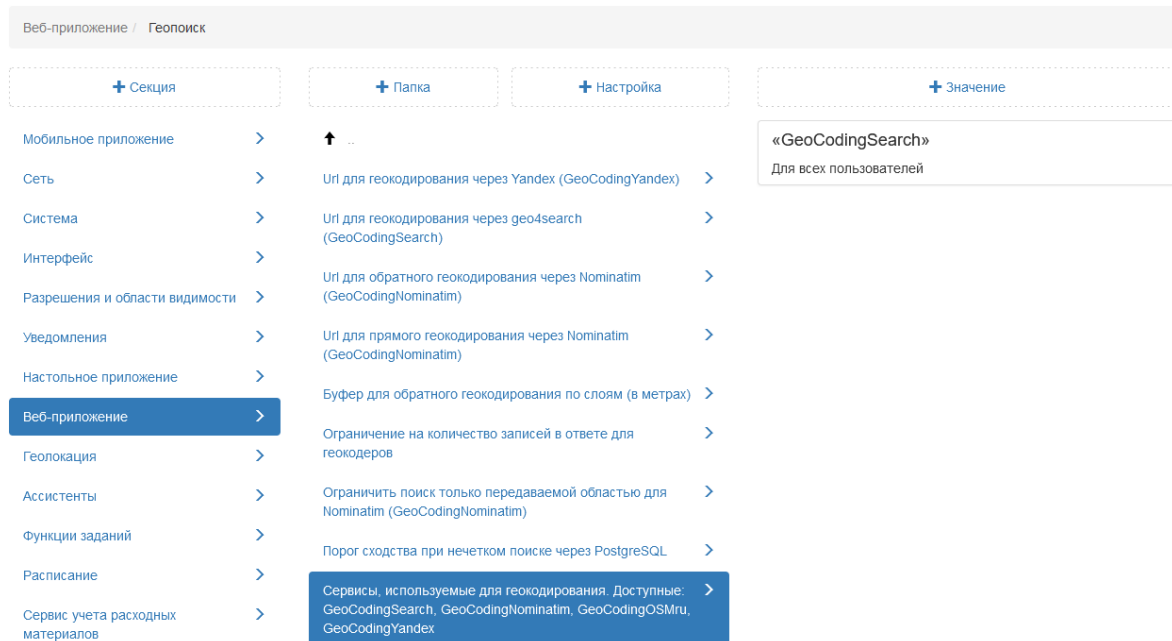 Веб-приложение / Геопоиск
+ Секция
+ Папка
+ Настройка
+ Значение
Мобильное приложение
Сеть
Система
Интерфейс
Разрешения и области видимости
Уведомления
Настольное приложение
Веб-приложение
Геолокация
Ассистенты
Функции заданий
Расписание
Сервис учета расходных
материалов
..
Url для геокодирования через Yandex (GeoCodingYandex)
Url для геокодирования через geo4search
(GeoCodingSearch)
Url для обратного геокодирования через Nominatim
(GeoCodingNominatim)
Url для прямого геокодирования через Nominatim
(GeoCodingNominatim)
Буфер для обратного геокодирования по слоям (в метрах)
Ограничение на количество записей в ответе для
геокодеров
Ограничить поиск только передаваемой областью для
Nominatim (GeoCodingNominatim)
Порог сходства при нечетком поиске через PostgreSQL
Сервисы, используемые для геокодирования. Доступные:
GeoCodingSearch, GeoCodingNominatim, GeoCodingOSMru,
GeoCodingYandex
«GeoCodingSearch»
Для всех пользователей